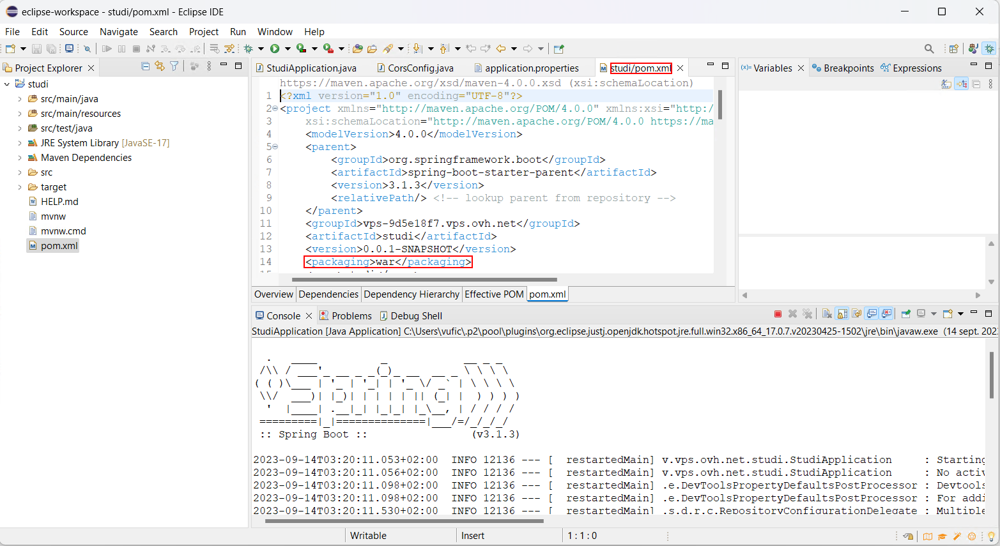 eclipse-workspace - studi/pom.xml - Eclipse IDE
File Edit Source Navigate Search Project Run Window Help
Project Explorer
studi
src/main/java
src/main/resources
src/test/java
JRE System Library [JavaSE-17]
Maven Dependencies
src
target
HELP.md
mvnw
mvnw.cmd
pom.xml
StudiApplication.java CorsConfig.java application.properties studi/pom.xml
https://maven.apache.org/xsd/maven-4.0.0.xsd (xsi:schemaLocation)
1 <?xml version="1.0" encoding="UTF-8"?>
2 <project xmlns="http://maven.apache.org/POM/4.0.0" xmlns:xsi="http:/
3 xsi:schemaLocation="http://maven.apache.org/POM/4.0.0 https://ma
4 <modelVersion>4.0.0</modelVersion>
5 <parent>
6 <groupId>org.springframework.boot</groupId>
7 <artifactId>spring-boot-starter-parent</artifactId>
8 <version>3.1.3</version>
9 <relativePath/> <!-- lookup parent from repository -->
10 </parent>
11 <groupId>vps-9d5e18f7.vps.ovh.net</groupId>
12 <artifactId>studi</artifactId>
13 <version>0.0.1-SNAPSHOT</version>
14 <packaging>war</packaging>
Overview Dependencies Dependency Hierarchy Effective POM pom.xml
(x)= Variables Breakpoints Expressions
Console Problems Debug Shell
StudiApplication [Java Application] C:\Users\vufic\.p2\pool\plugins\org.eclipse.justj.openjdk.hotspot.jre.full.win32.x86_64_17.0.7.v20230425-1502\jre\bin\javaw.exe (14 sept. 202
Spring
:: Spring Boot :: (v3.1.3)
2023-09-14T03:20:11.053+02:00 INFO 12136 --- [ restartedMain] v.vps.ovh.net.studi.StudiApplication : Starting
2023-09-14T03:20:11.056+02:00 INFO 12136 --- [ restartedMain] v.vps.ovh.net.studi.StudiApplication : No activ
2023-09-14T03:20:11.098+02:00 INFO 12136 --- [ restartedMain] .e.DevToolsPropertyDefaultsPostProcessor : Devtools
2023-09-14T03:20:11.098+02:00 INFO 12136 --- [ restartedMain] .e.DevToolsPropertyDefaultsPostProcessor : For addi
2023-09-14T03:20:11.530+02:00 INFO 12136 --- [ restartedMain] .s.d.r.c.RepositoryConfigurationDelegate : Multiple
Writable Insert 1 : 1 : 0